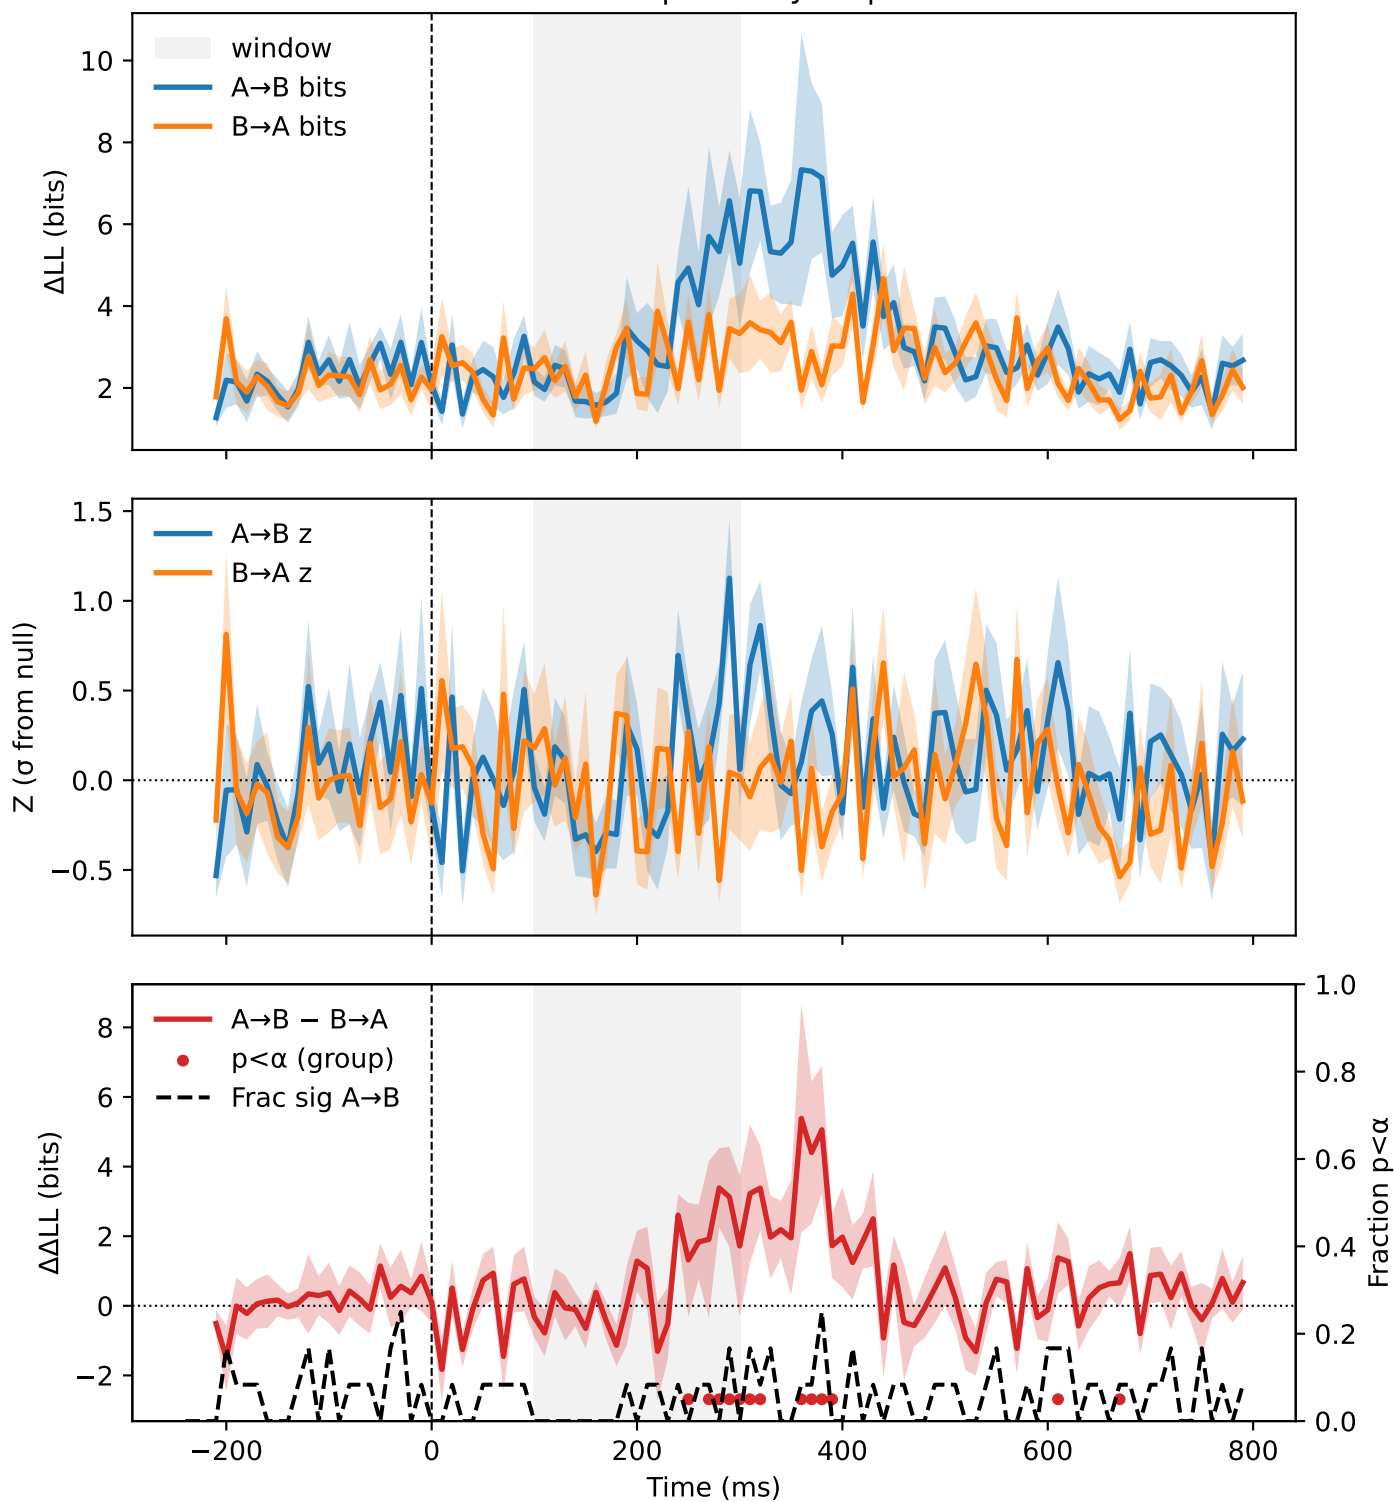 10
8
6
4
2
ΔLL (bits)
window
A→B bits
B→A bits
1.5
1.0
0.5
0.0
−0.5
Z (σ from null)
A→B z
B→A z
8
6
4
2
0
−2
ΔΔLL (bits)
A→B − B→A
p<α (group)
Frac sig A→B
1.0
0.8
0.6
0.4
0.2
0.0
Fraction p<α
−200 0 200 400 600 800
Time (ms)